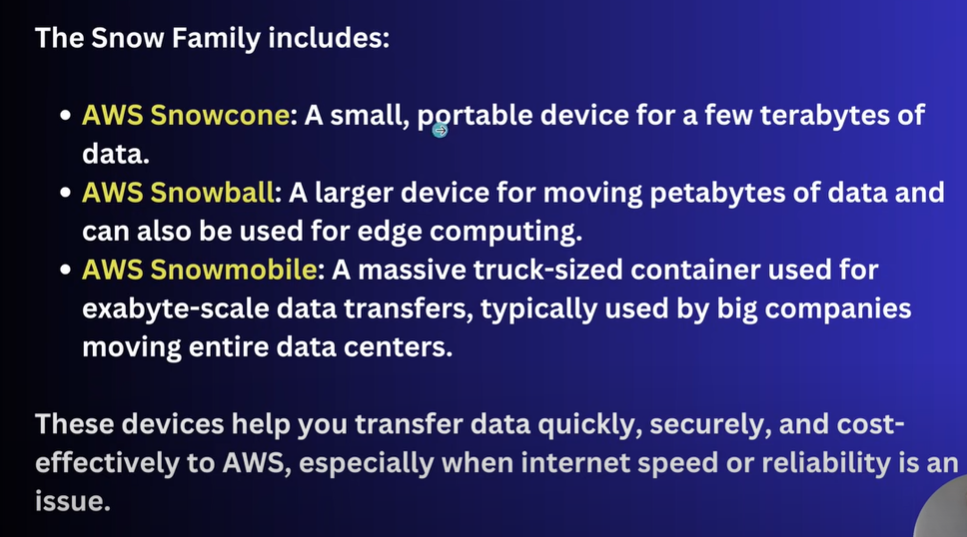 The Snow Family includes:
• AWS Snowcone: A small, portable device for a few terabytes of
data.
• AWS Snowball: A larger device for moving petabytes of data and
can also be used for edge computing.
• AWS Snowmobile: A massive truck-sized container used for
exabyte-scale data transfers, typically used by big companies
moving entire data centers.
These devices help you transfer data quickly, securely, and cost-
effectively to AWS, especially when internet speed or reliability is an
issue.